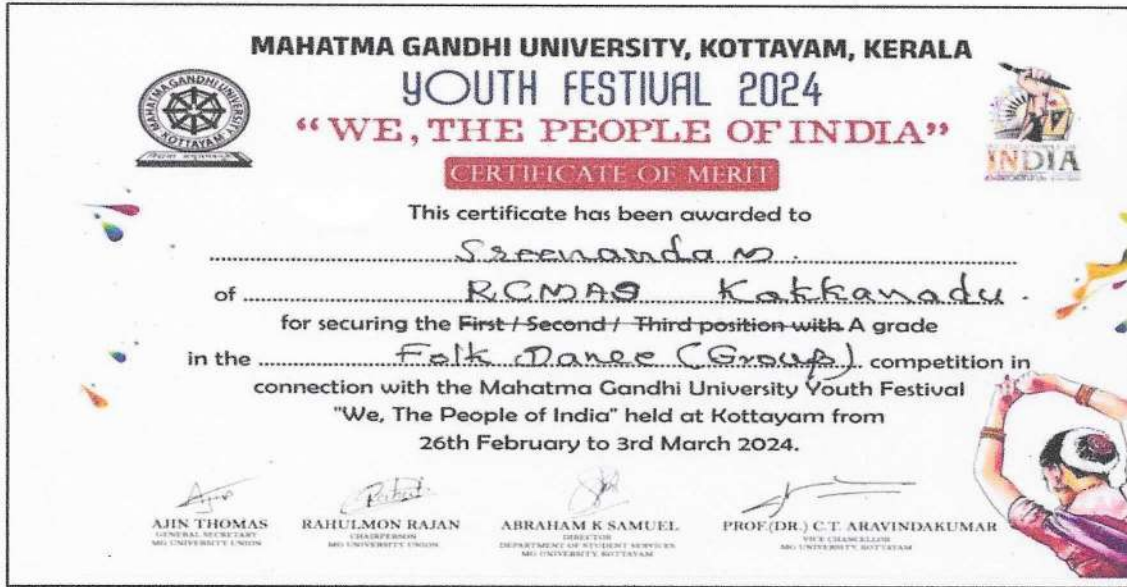 MAHATMA GANDHI UNIVERSITY, KOTTAYAM, KERALA
MAHATMA GANDHI UNIVERSITY
KOTTAYAM
YOUTH FESTIVAL 2024
“WE, THE PEOPLE OF INDIA”
INDIA
CERTIFICATE OF MERIT
This certificate has been awarded to
Sreenanda M.
of RCMAS Kakkanadu.
for securing the First / Second / Third position with A grade
in the Folk Dance (Group) competition in
connection with the Mahatma Gandhi University Youth Festival
"We, The People of India" held at Kottayam from
26th February to 3rd March 2024.
AJIN THOMAS
GENERAL SECRETARY
MG UNIVERSITY UNION
RAHULMON RAJAN
CHAIRPERSON
MG UNIVERSITY UNION
ABRAHAM K SAMUEL
DIRECTOR
DEPARTMENT OF STUDENT SERVICES
MG UNIVERSITY, KOTTAYAM
PROF.(DR.) C.T. ARAVINDAKUMAR
VICE CHANCELLOR
MG UNIVERSITY, KOTTAYAM